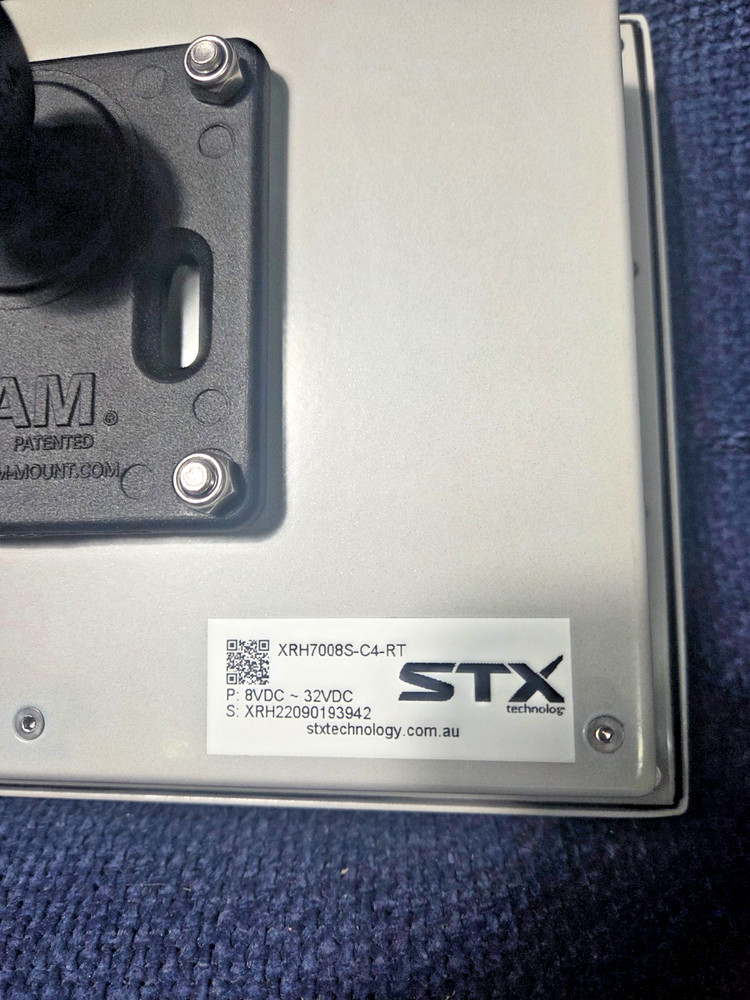 AM®
PATENTED
M-MOUNT.COM
XRH7008S-C4-RT
STX
technolog
P: 8VDC ~ 32VDC
S: XRH22090193942
stxtechnology.com.au